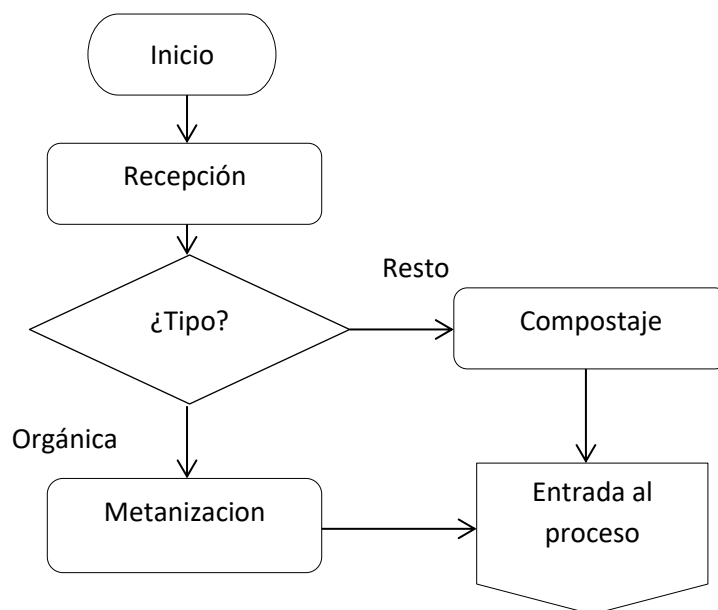 Inicio
Recepción
Resto
¿Tipo?
Compostaje
Orgánica
Metanizacion
Entrada al
proceso